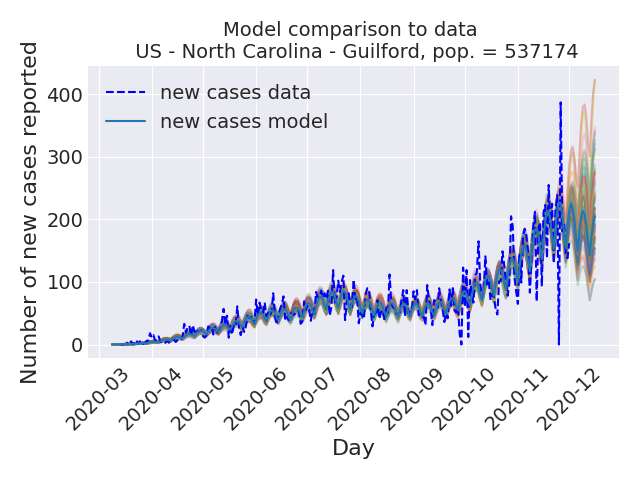 Model comparison to data
US - North Carolina - Guilford, pop. = 537174
Number of new cases reported
400
300
200
100
0
new cases data
new cases model
2020-03
2020-04
2020-05
2020-06
2020-07
2020-08
2020-09
2020-10
2020-11
2020-12
Day